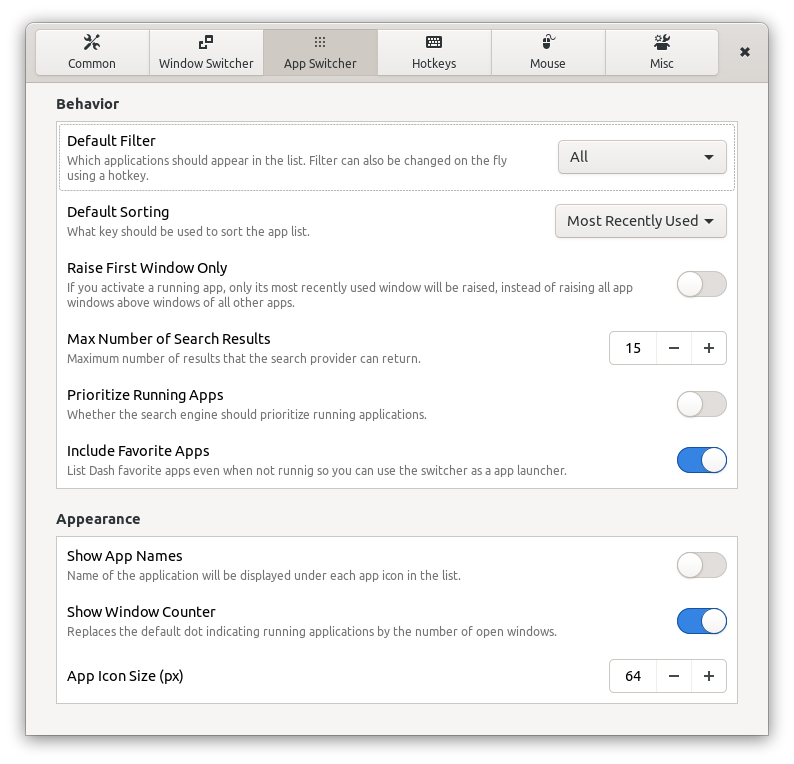 Common
Window Switcher
App Switcher
Hotkeys
Mouse
Misc
Behavior
Default Filter
Which applications should appear in the list. Filter can also be changed on the fly
using a hotkey.
All
Default Sorting
What key should be used to sort the app list.
Most Recently Used
Raise First Window Only
If you activate a running app, only its most recently used window will be raised, instead of raising all app
windows above windows of all other apps.
Max Number of Search Results
Maximum number of results that the search provider can return.
15
Prioritize Running Apps
Whether the search engine should prioritize running applications.
Include Favorite Apps
List Dash favorite apps even when not runnig so you can use the switcher as a app launcher.
Appearance
Show App Names
Name of the application will be displayed under each app icon in the list.
Show Window Counter
Replaces the default dot indicating running applications by the number of open windows.
App Icon Size (px)
64